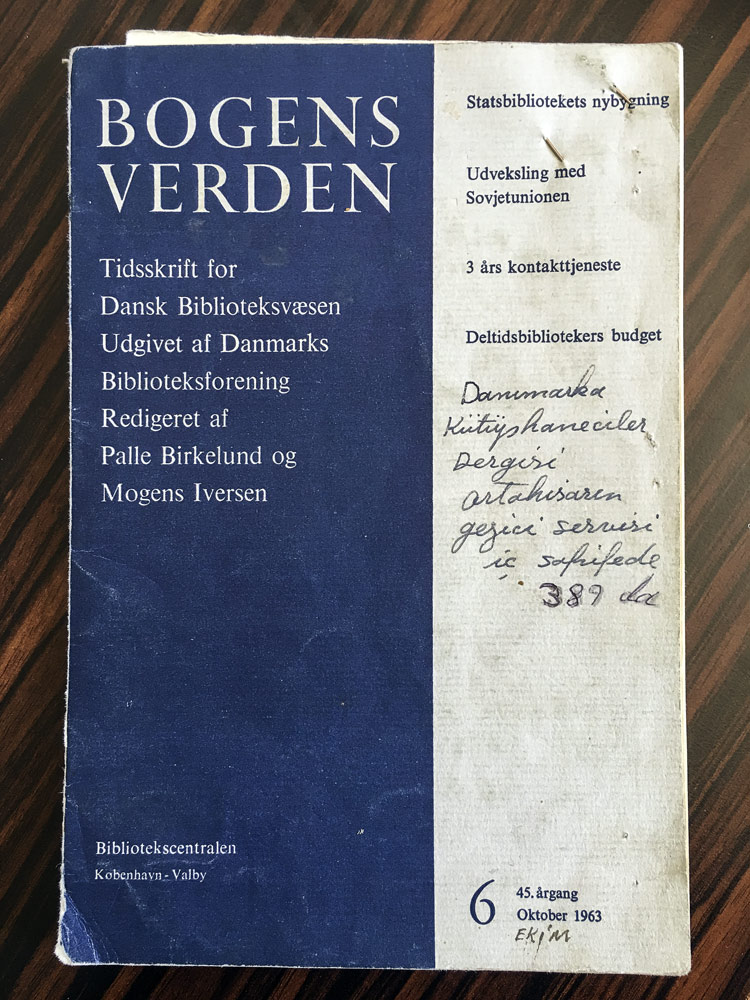 BOGENS
VERDEN
Tidsskrift for
Dansk Biblioteksvæsen
Udgivet af Danmarks
Biblioteksforening
Redigeret af
Palle Birkelund og
Mogens Iversen
Bibliotekscentralen
København - Valby
Statsbibliotekets nybygning
Udveksling med
Sovjetunionen
3 års kontakttjeneste
Deltidsbibliotekers budget
Danimarka
Kütüphaneciler
Dergisi
ortahisarın
gezici servisi
iç sahifede
389 da
6
45. årgang
Oktober 1963
EKİM